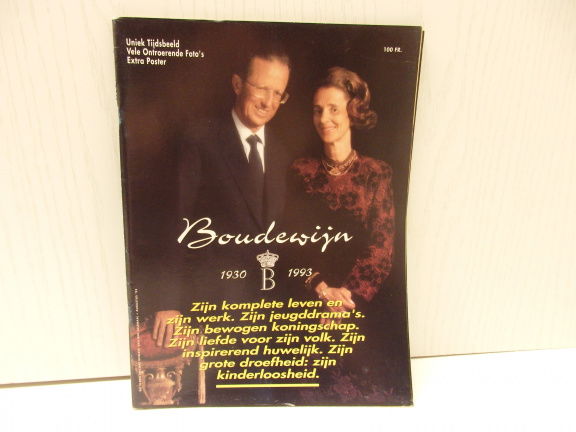 Uniek Tijdsbeeld
Vele Ontroerende Foto's
Extra Poster
100 FR.
Boudewijn
1930 B 1993
Zijn komplete leven en
zijn werk. Zijn jeugddrama's.
Zijn bewogen koningschap.
Zijn liefde voor zijn volk. Zijn
inspirerend huwelijk. Zijn
grote droefheid: zijn
kinderloosheid.